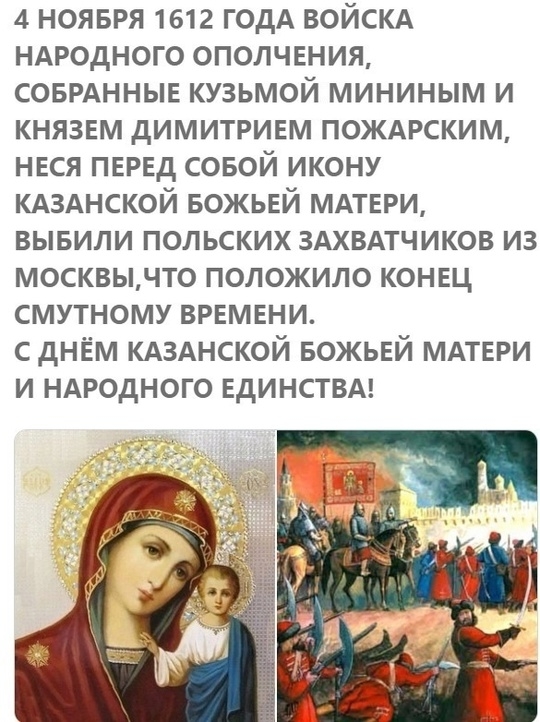 4 НОЯБРЯ 1612 ГОДА ВОЙСКА
НАРОДНОГО ОПОЛЧЕНИЯ,
СОБРАННЫЕ КУЗЬМОЙ МИНИНЫМ И
КНЯЗЕМ ДИМИТРИЕМ ПОЖАРСКИМ,
НЕСЯ ПЕРЕД СОБОЙ ИКОНУ
КАЗАНСКОЙ БОЖЬЕЙ МАТЕРИ,
ВЫБИЛИ ПОЛЬСКИХ ЗАХВАТЧИКОВ ИЗ
МОСКВЫ,ЧТО ПОЛОЖИЛО КОНЕЦ
СМУТНОМУ ВРЕМЕНИ.
С ДНЁМ КАЗАНСКОЙ БОЖЬЕЙ МАТЕРИ
И НАРОДНОГО ЕДИНСТВА!